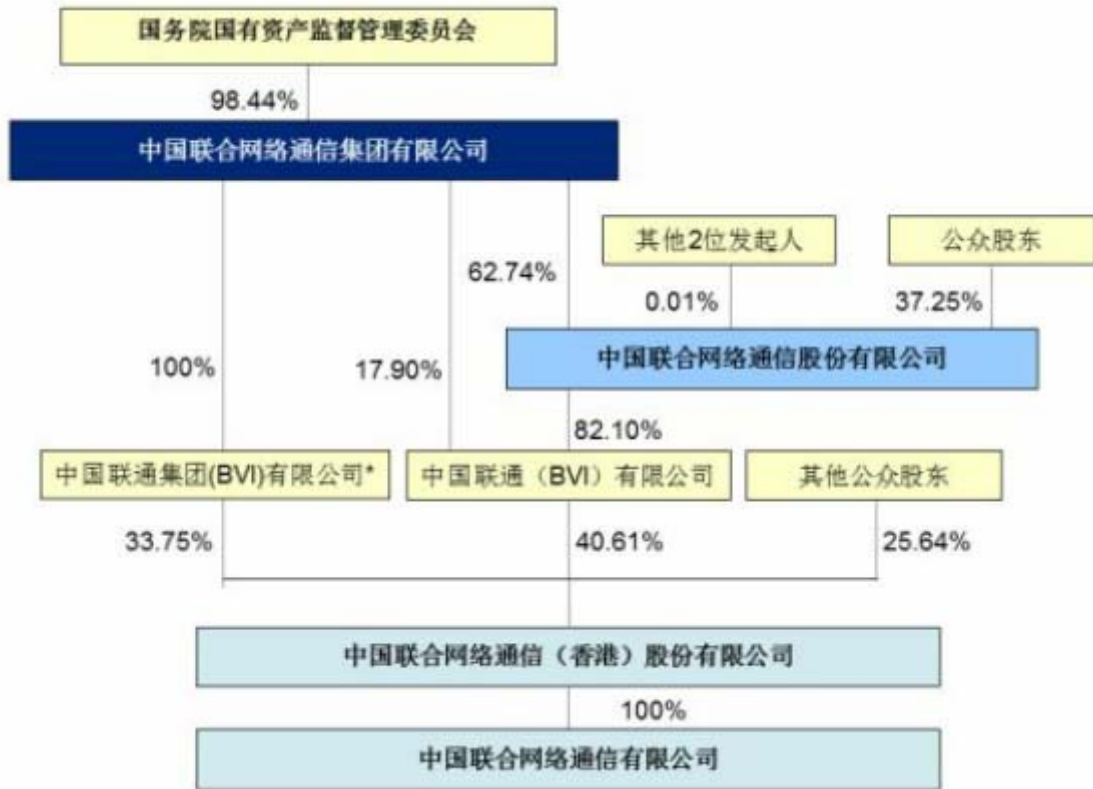 国务院国有资产监督管理委员会
98.44%
中国联合网络通信集团有限公司
其他2位发起人
公众股东
62.74%
0.01%
37.25%
100%
17.90%
中国联合网络通信股份有限公司
82.10%
中国联通集团(BVI)有限公司*
中国联通（BVI）有限公司
其他公众股东
33.75%
40.61%
25.64%
中国联合网络通信（香港）股份有限公司
100%
中国联合网络通信有限公司